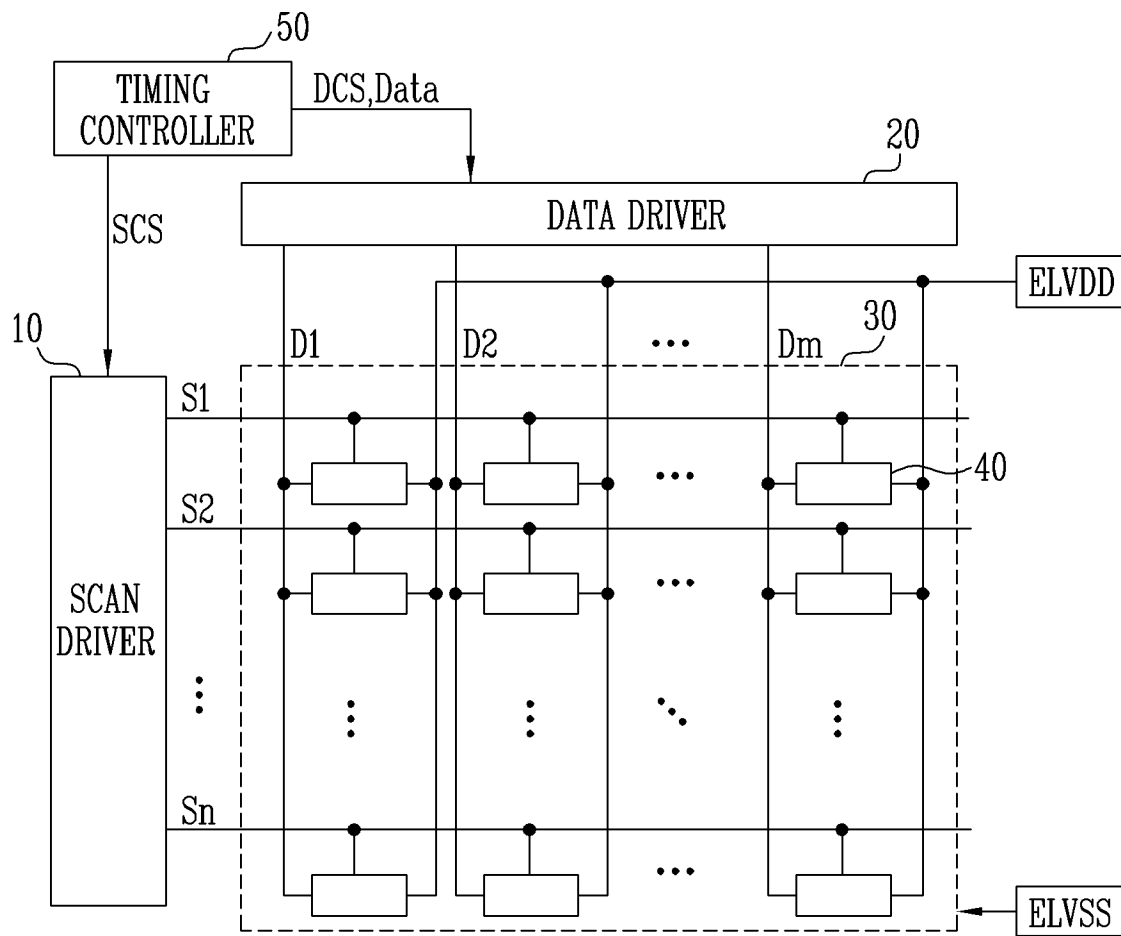 50
TIMING
CONTROLLER
DCS,Data
SCS
20
DATA DRIVER
ELVDD
10
D1
D2
Dm
30
S1
40
S2
SCAN
DRIVER
Sn
ELVSS